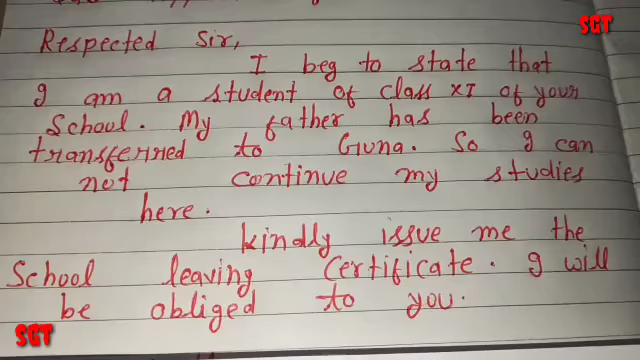 SGT
Respected Sir,
I beg to state that
I am a student of class XI of your
School. My father has been
transferred to Guna. So I can
not continue my studies
here.
kindly issue me the
School leaving Certificate. I will
be obliged to you.
SGT